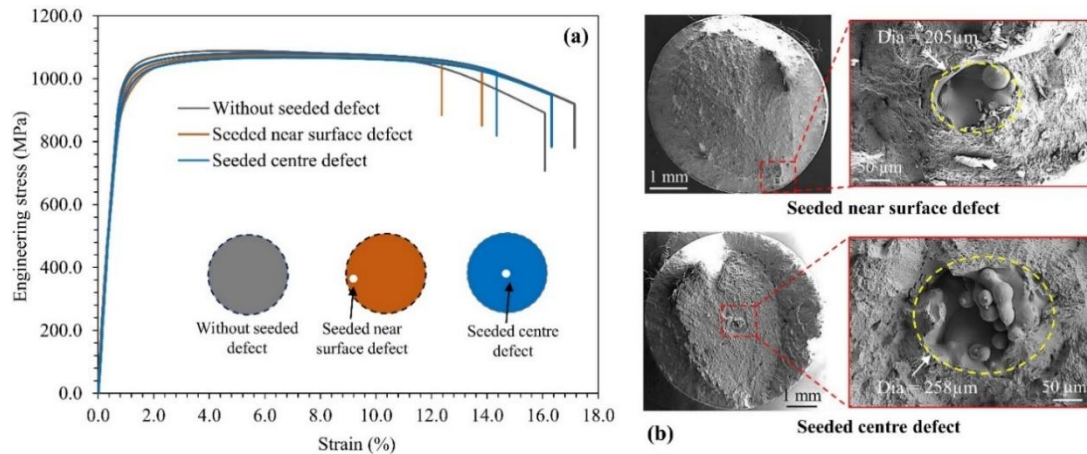 1200.0
1000.0
800.0
600.0
400.0
200.0
0.0
Engineering stress (MPa)
(a)
Without seeded defect
Seeded near surface defect
Seeded centre defect
Without seeded
defect
Seeded near
surface defect
Seeded centre
defect
0.0 2.0 4.0 6.0 8.0 10.0 12.0 14.0 16.0 18.0
Strain (%)
1 mm
Dia = 205µm
50 µm
Seeded near surface defect
1 mm
Dia = 258µm
50 µm
Seeded centre defect
(b)